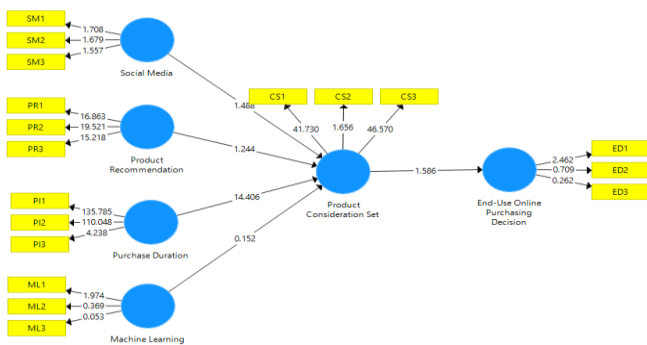 SM1
SM2
SM3
1.708
1.679
1.557
Social Media
PR1
PR2
PR3
16.863
19.521
15.218
Product
Recommendation
PI1
PI2
PI3
135.785
110.048
4.238
Purchase Duration
ML1
ML2
ML3
1.974
0.369
0.053
Machine Learning
1.488
1.244
14.406
0.152
CS1
CS2
CS3
41.730
1.656
46.570
Product
Consideration Set
1.586
End-Use Online
Purchasing
Decision
2.462
0.709
0.262
ED1
ED2
ED3